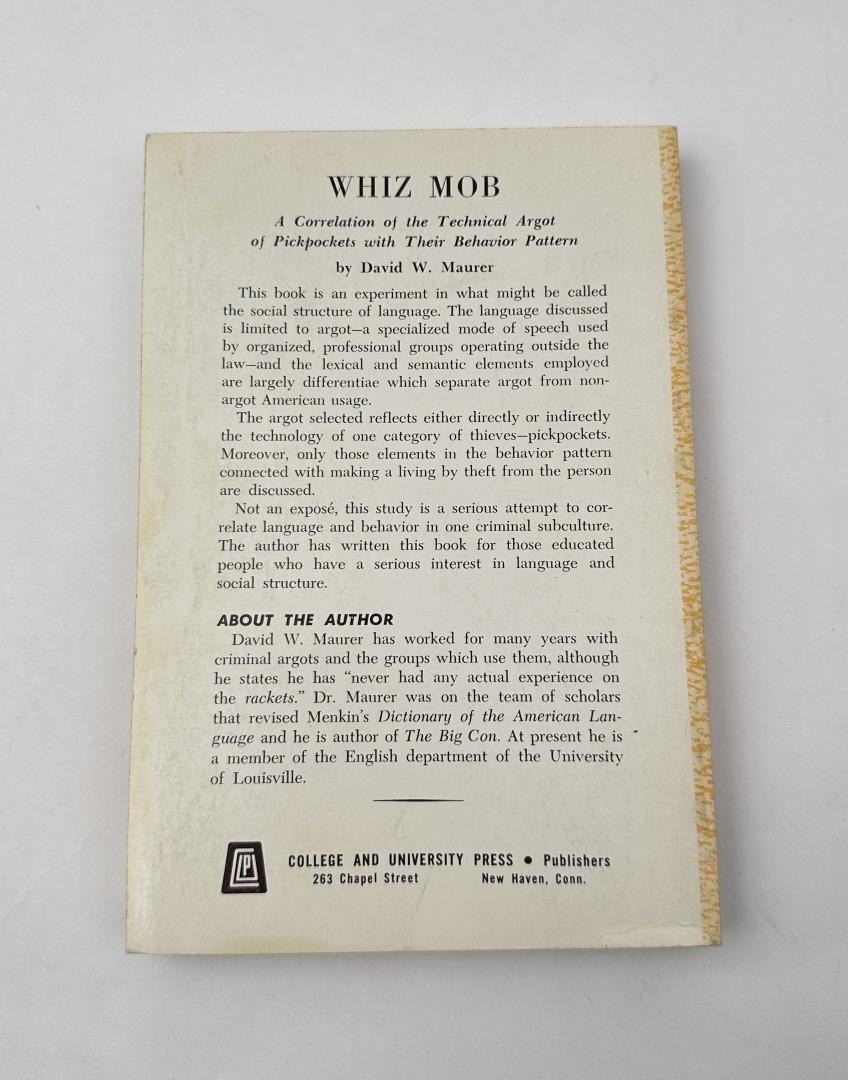 WHIZ MOB
A Correlation of the Technical Argot
of Pickpockets with Their Behavior Pattern
by David W. Maurer
This book is an experiment in what might be called
the social structure of language. The language discussed
is limited to argot—a specialized mode of speech used
by organized, professional groups operating outside the
law—and the lexical and semantic elements employed
are largely differentiae which separate argot from non-
argot American usage.
The argot selected reflects either directly or indirectly
the technology of one category of thieves—pickpockets.
Moreover, only those elements in the behavior pattern
connected with making a living by theft from the person
are discussed.
Not an exposé, this study is a serious attempt to cor-
relate language and behavior in one criminal subculture.
The author has written this book for those educated
people who have a serious interest in language and
social structure.
ABOUT THE AUTHOR
David W. Maurer has worked for many years with
criminal argots and the groups which use them, although
he states he has "never had any actual experience on
the rackets." Dr. Maurer was on the team of scholars
that revised Menkin's Dictionary of the American Lan-
guage and he is author of The Big Con. At present he is
a member of the English department of the University
of Louisville.
COLLEGE AND UNIVERSITY PRESS • Publishers
263 Chapel Street New Haven, Conn.